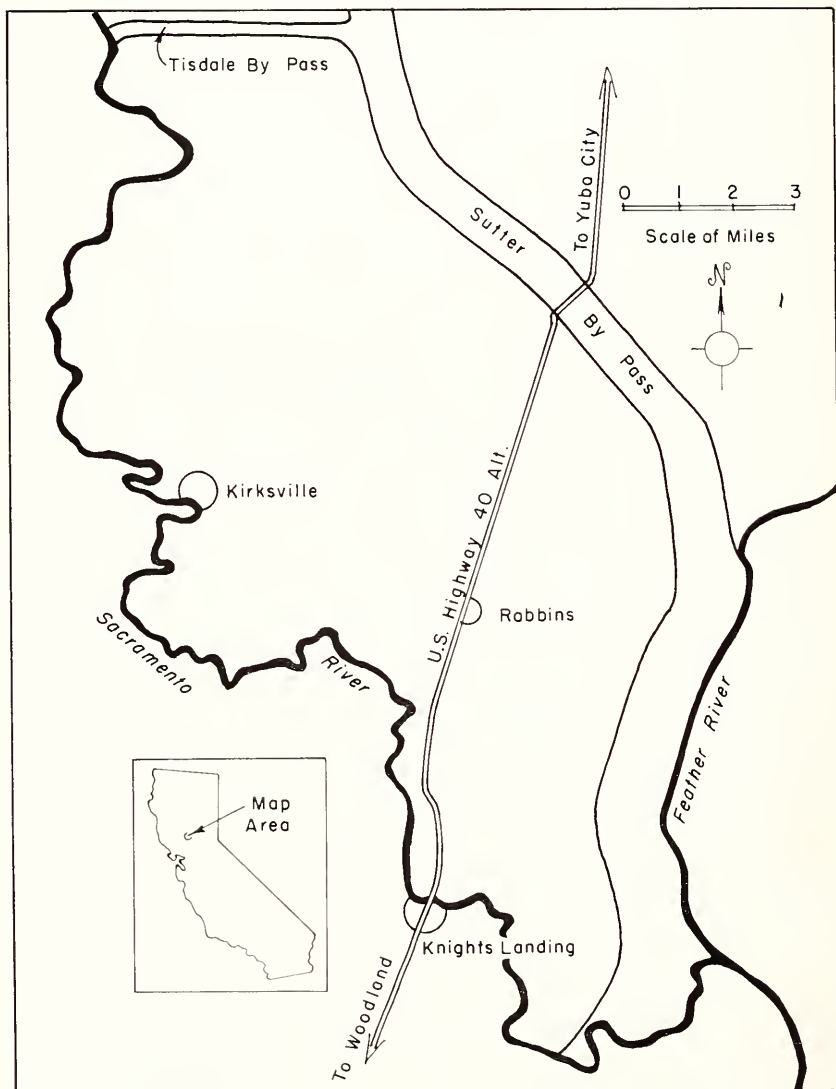 Tisdale By Pass
To Yuba City
0 1 2 3
Scale of Miles
N
Sutter
By Pass
Kirksville
U.S. Highway 40 Alt.
Robbins
Sacramento
River
Feather River
Map
Area
Knights Landing
To Woodland